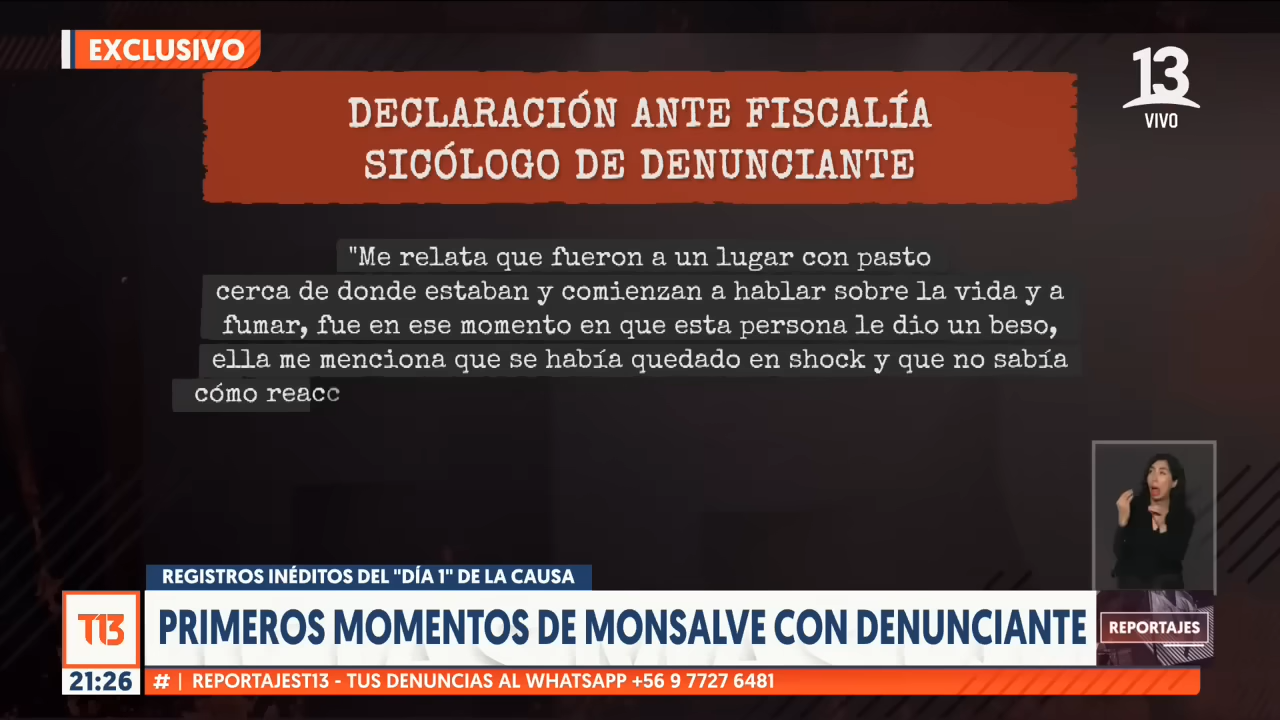 EXCLUSIVO
13
VIVO
DECLARACIÓN ANTE FISCALÍA
SICÓLOGO DE DENUNCIANTE
"Me relata que fueron a un lugar con pasto
cerca de donde estaban y comienzan a hablar sobre la vida y a
fumar, fue en ese momento en que esta persona le dio un beso,
ella me menciona que se había quedado en shock y que no sabía
cómo reacc
REGISTROS INÉDITOS DEL "DÍA 1" DE LA CAUSA
T13
PRIMEROS MOMENTOS DE MONSALVE CON DENUNCIANTE
REPORTAJES
21:26
# | REPORTAJEST13 - TUS DENUNCIAS AL WHATSAPP +56 9 7727 6481